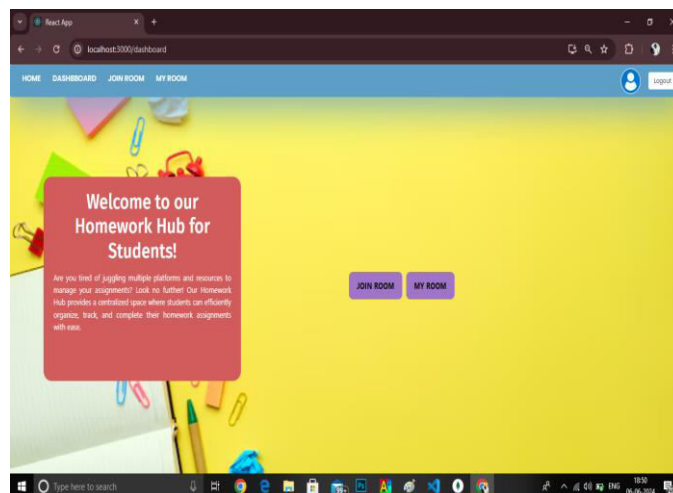 React App
localhost:3000/dashboard
HOME DASHBBOARD JOIN ROOM MY ROOM
Logout
Welcome to our
Homework Hub for
Students!
Are you tired of juggling multiple platforms and resources to
manage your assignments? Look no further! Our Homework
Hub provides a centralized space where students can efficiently
organize, track, and complete their homework assignments
with ease.
JOIN ROOM MY ROOM
Type here to search
Ps
ENG
18:50
06-06-2024